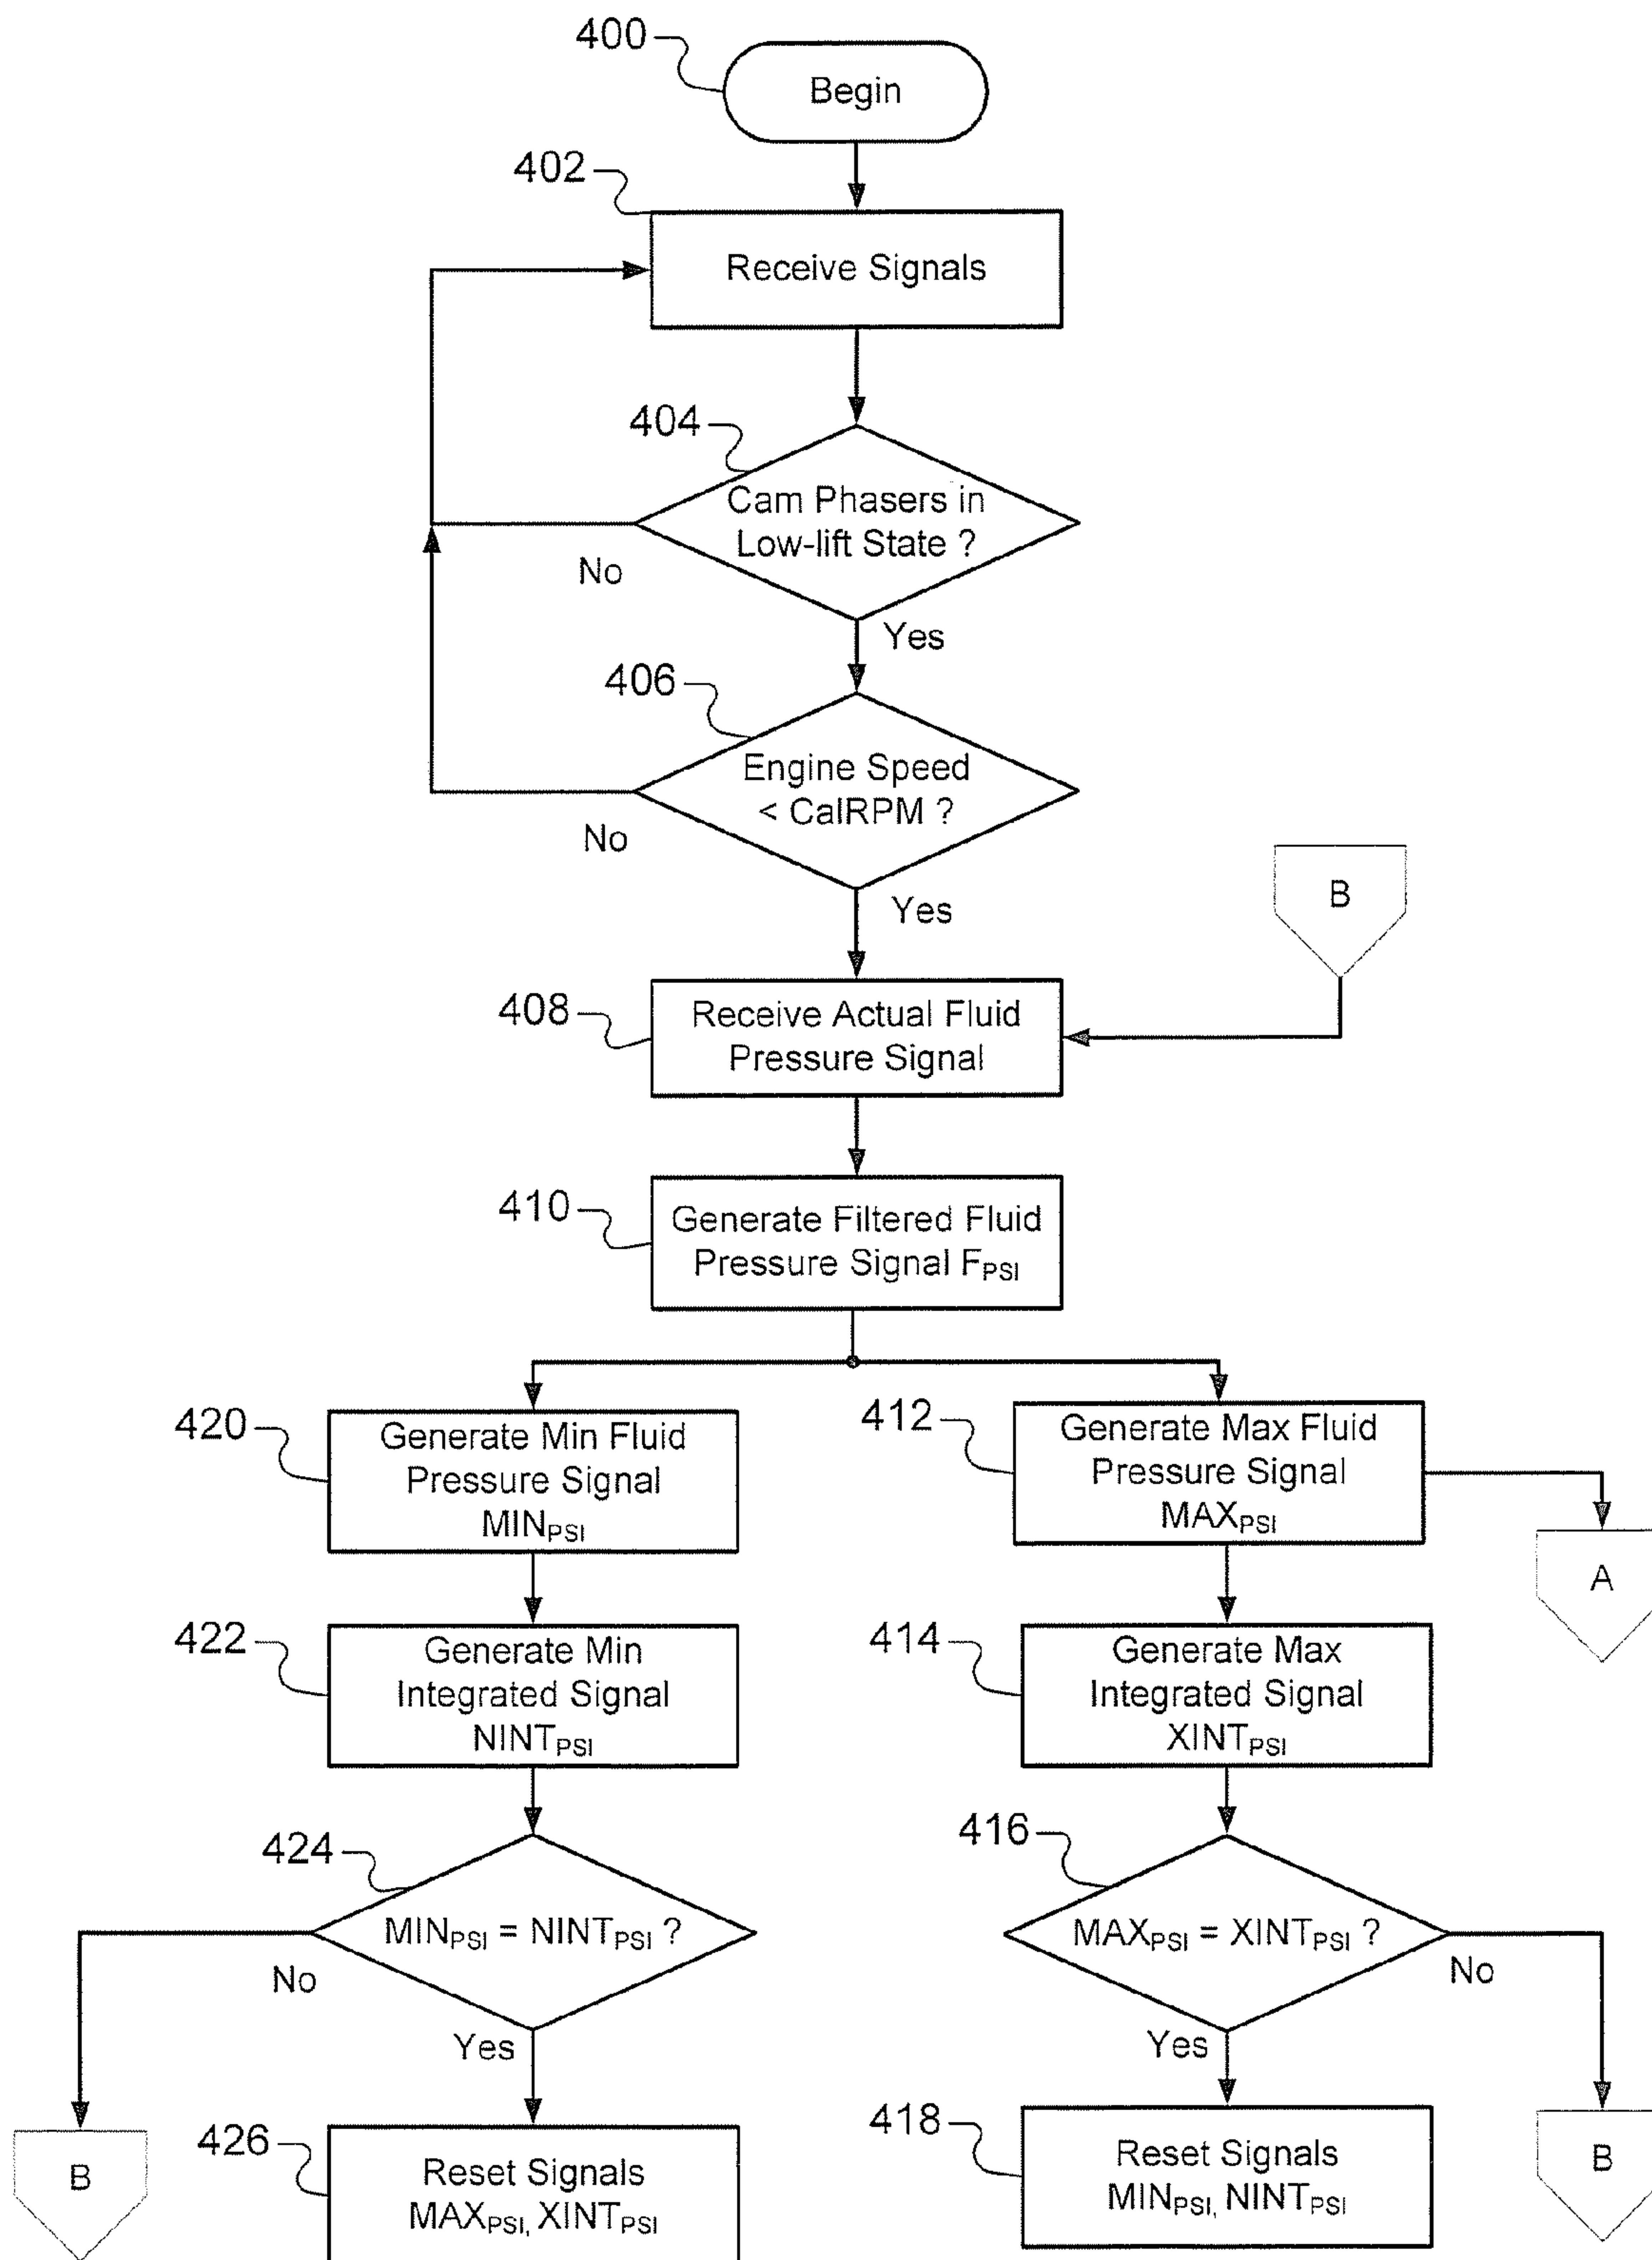 400
Begin
402
Receive Signals
404
Cam Phasers in
Low-lift State ?
No
Yes
406
Engine Speed
< CalRPM ?
No
Yes
B
408
Receive Actual Fluid
Pressure Signal
410
Generate Filtered Fluid
Pressure Signal FPSI
420
Generate Min Fluid
Pressure Signal
MINPSI
412
Generate Max Fluid
Pressure Signal
MAXPSI
A
422
Generate Min
Integrated Signal
NINTPSI
414
Generate Max
Integrated Signal
XINTPSI
424
MINPSI = NINTPSI ?
No
Yes
416
MAXPSI = XINTPSI ?
No
Yes
B
426
Reset Signals
MAXPSI, XINTPSI
418
Reset Signals
MINPSI, NINTPSI
B